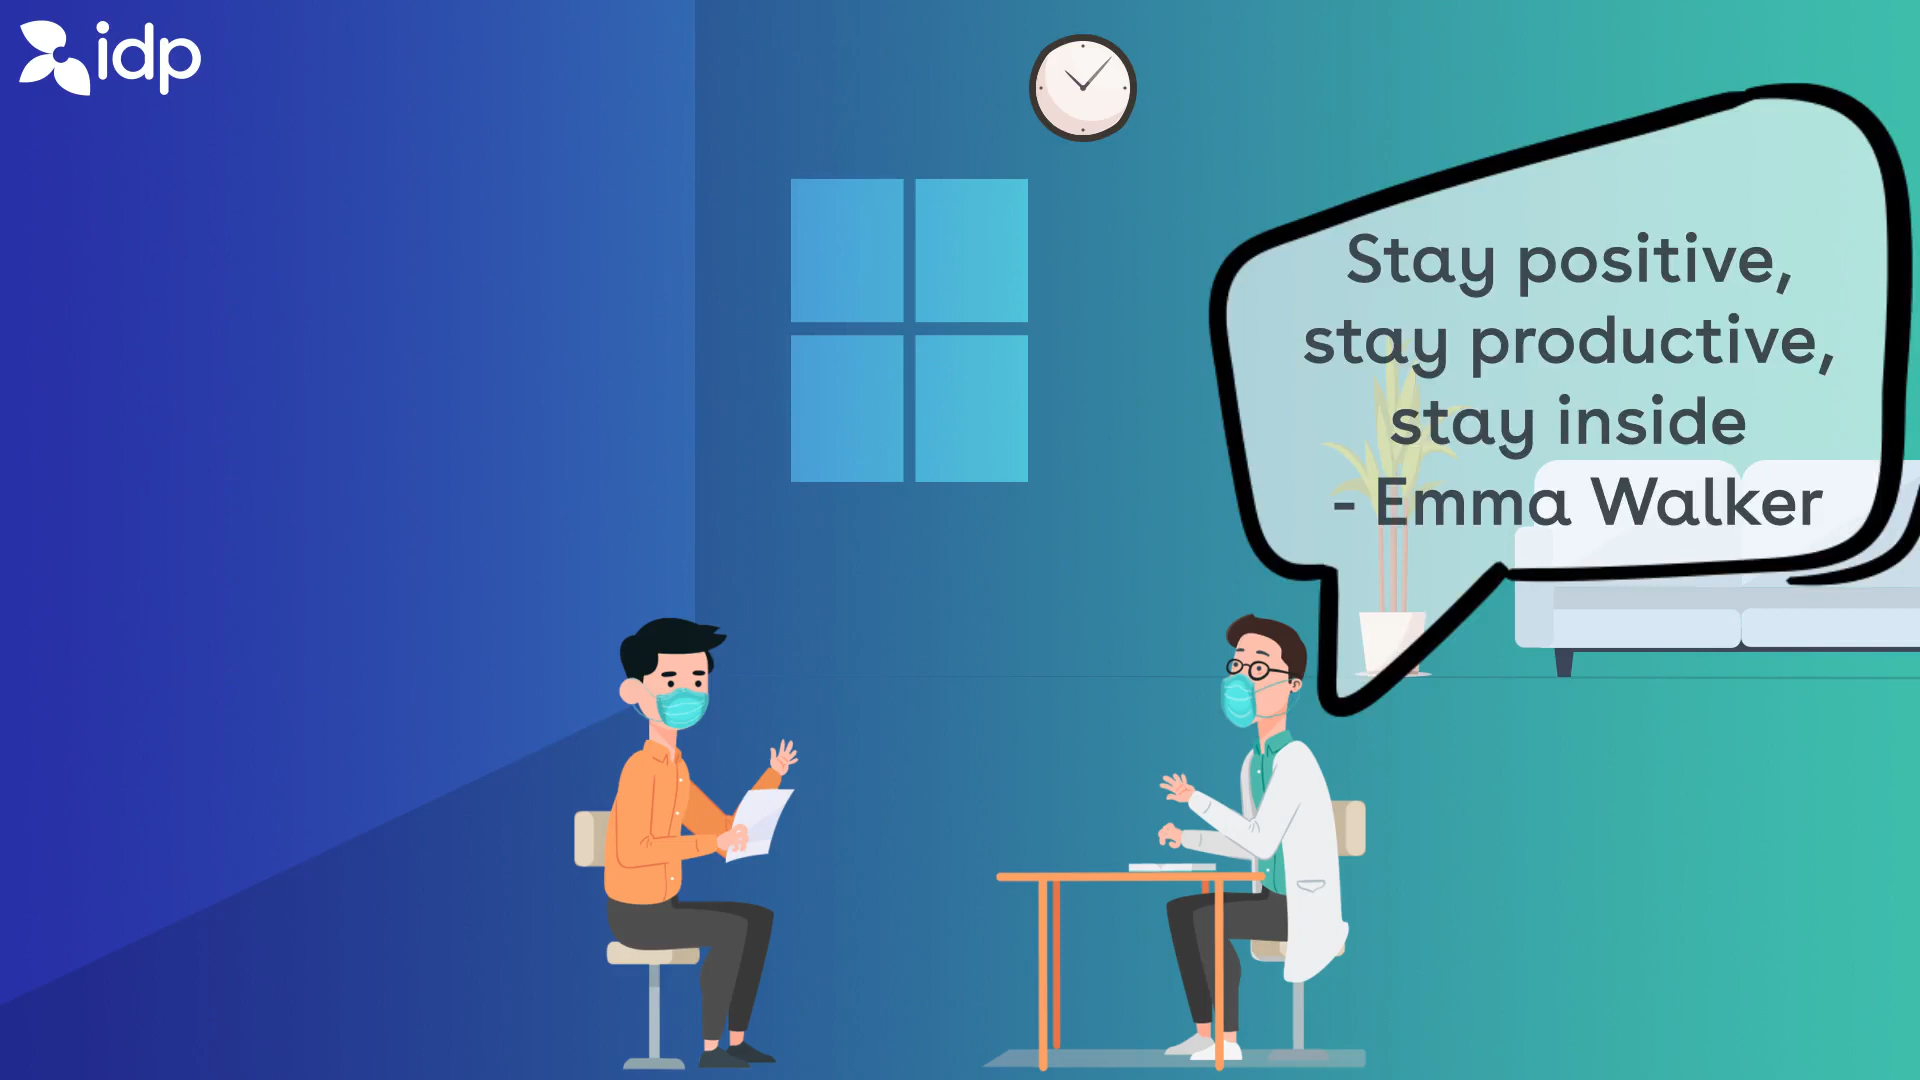 idp
Stay positive,
stay productive,
stay inside
- Emma Walker